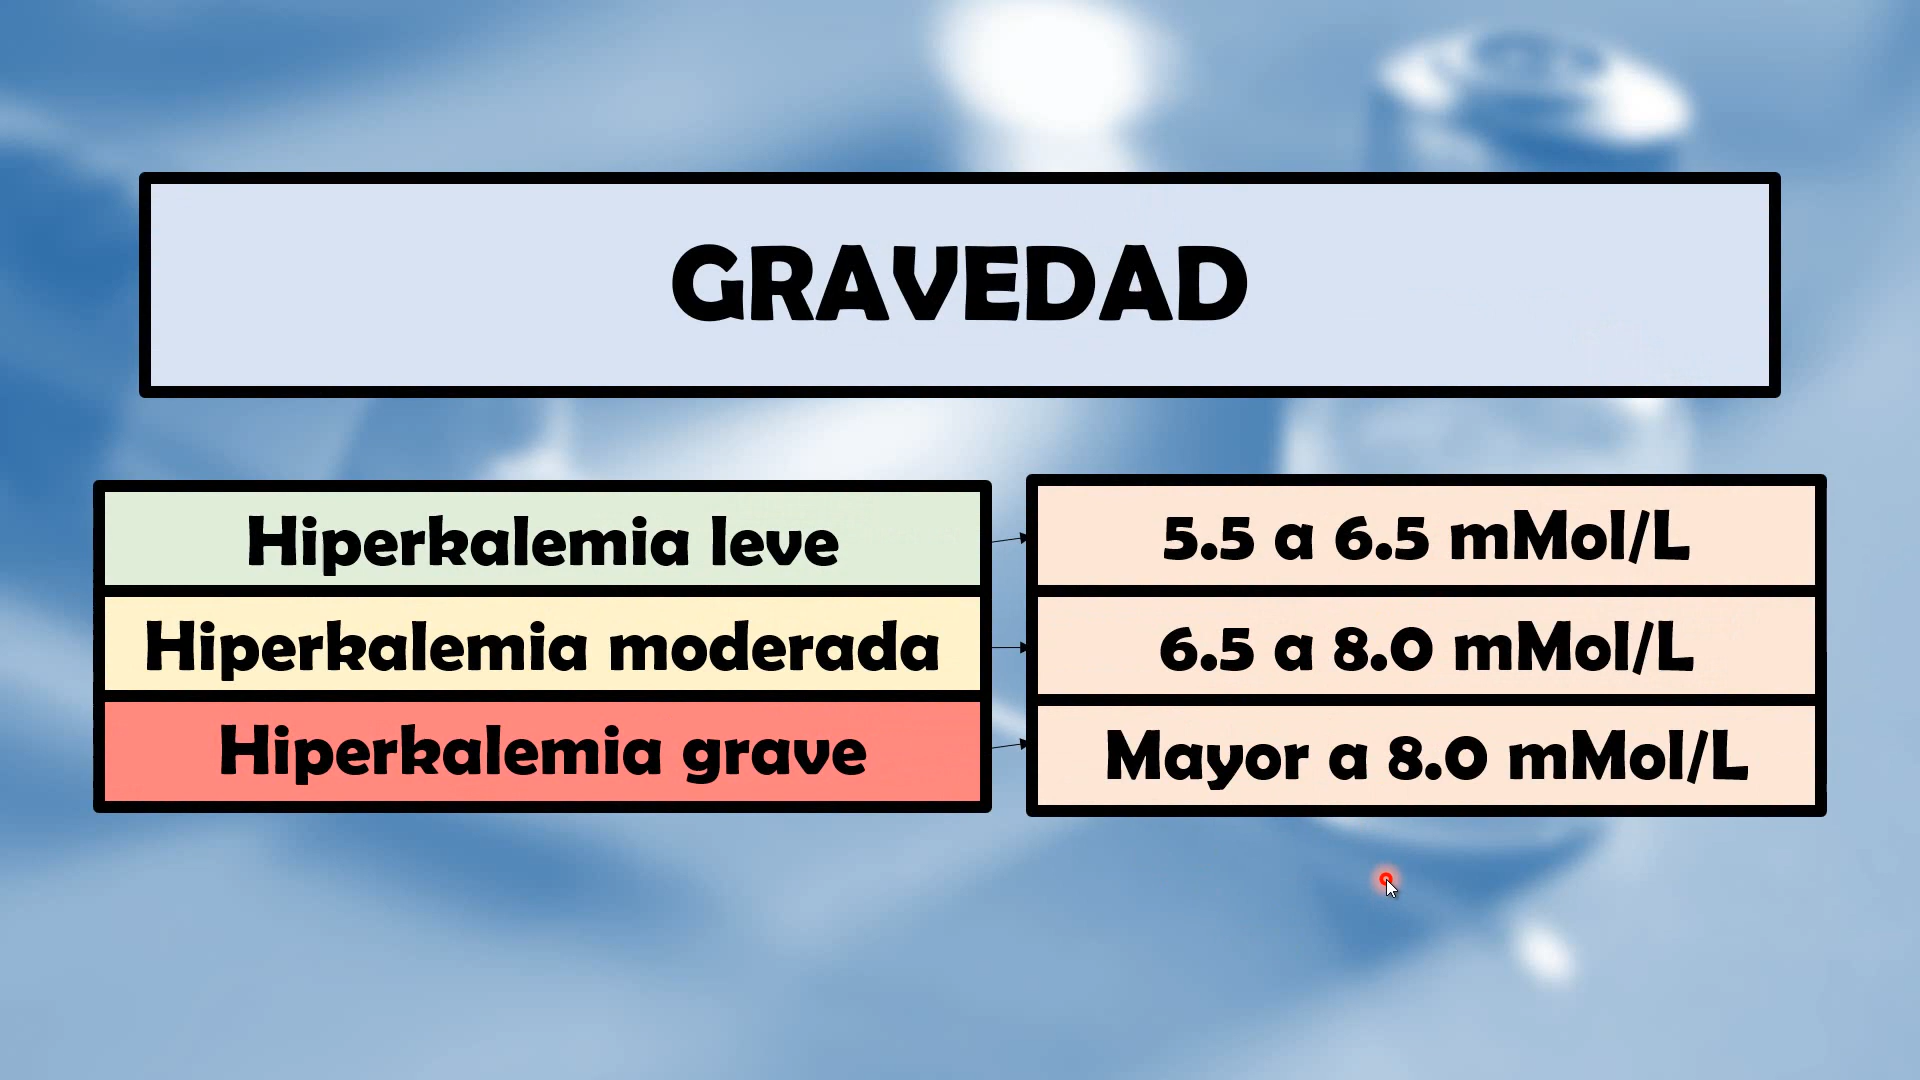 GRAVEDAD
Hiperkalemia leve
5.5 a 6.5 mMol/L
Hiperkalemia moderada
6.5 a 8.0 mMol/L
Hiperkalemia grave
Mayor a 8.0 mMol/L